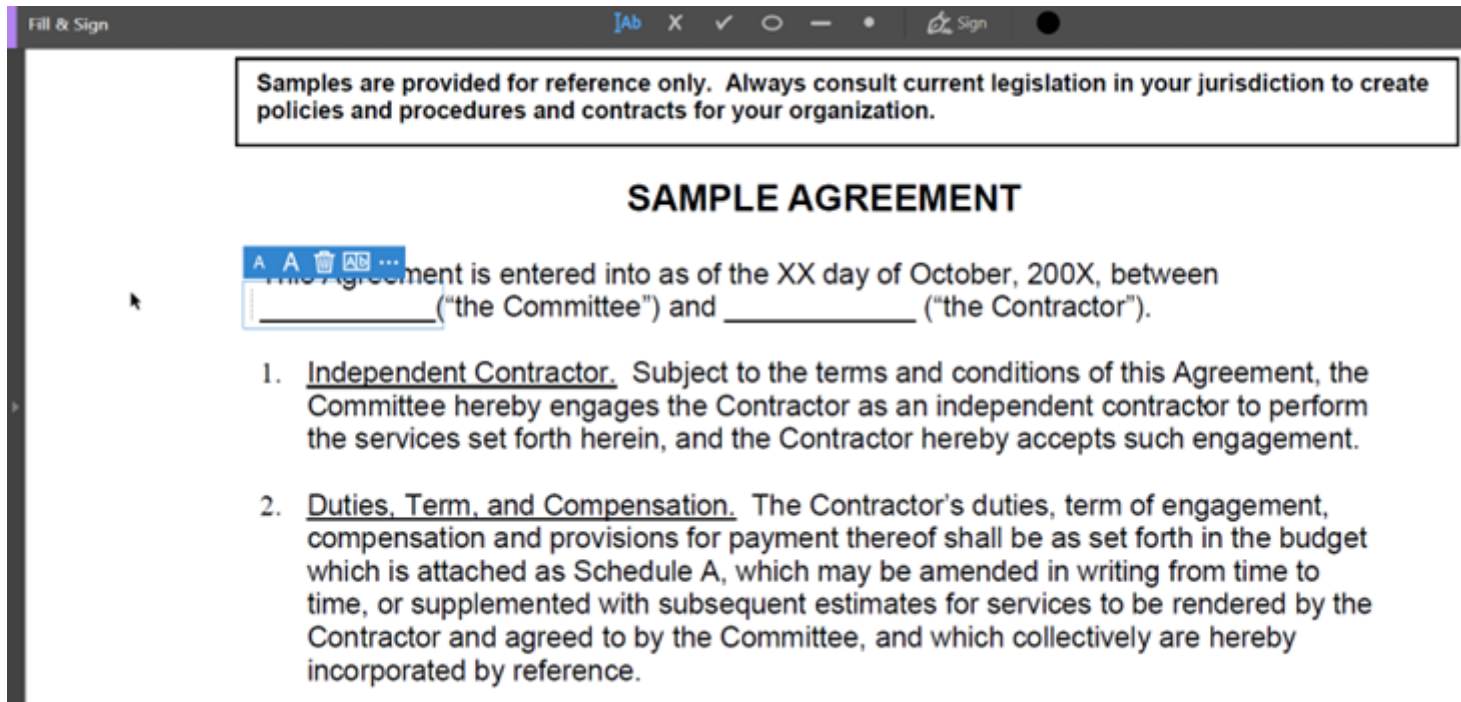 Fill & Sign
Ab
Sign
Samples are provided for reference only. Always consult current legislation in your jurisdiction to create
policies and procedures and contracts for your organization.
SAMPLE AGREEMENT
A A AB ...
This Agreement is entered into as of the XX day of October, 200X, between
____________("the Committee") and _____________ ("the Contractor").
1. Independent Contractor. Subject to the terms and conditions of this Agreement, the
Committee hereby engages the Contractor as an independent contractor to perform
the services set forth herein, and the Contractor hereby accepts such engagement.
2. Duties, Term, and Compensation. The Contractor's duties, term of engagement,
compensation and provisions for payment thereof shall be as set forth in the budget
which is attached as Schedule A, which may be amended in writing from time to
time, or supplemented with subsequent estimates for services to be rendered by the
Contractor and agreed to by the Committee, and which collectively are hereby
incorporated by reference.